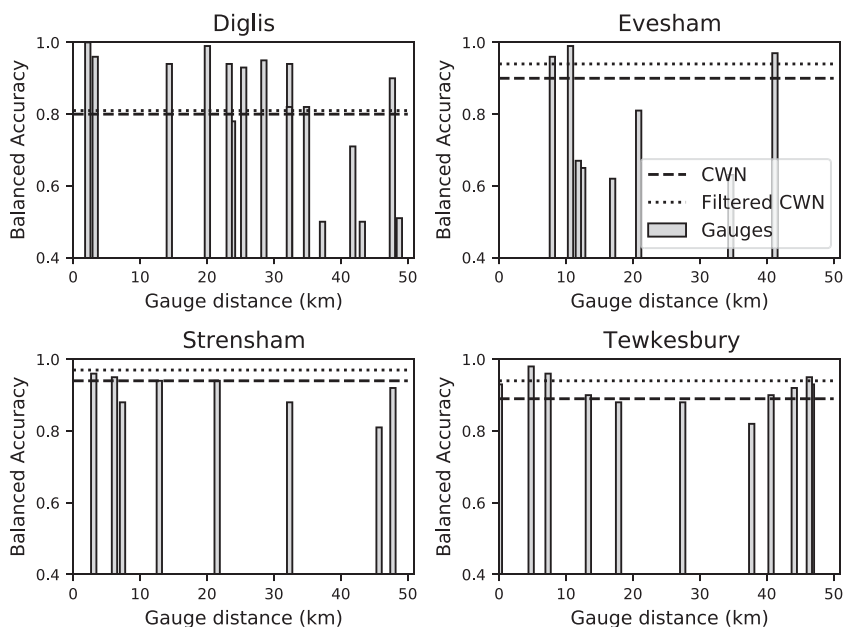 Diglis
Balanced Accuracy
1.0
0.8
0.6
0.4
0 10 20 30 40 50
Gauge distance (km)
Evesham
Balanced Accuracy
1.0
0.8
0.6
0.4
CWN
Filtered CWN
Gauges
0 10 20 30 40 50
Gauge distance (km)
Strensham
Balanced Accuracy
1.0
0.8
0.6
0.4
0 10 20 30 40 50
Gauge distance (km)
Tewkesbury
Balanced Accuracy
1.0
0.8
0.6
0.4
0 10 20 30 40 50
Gauge distance (km)